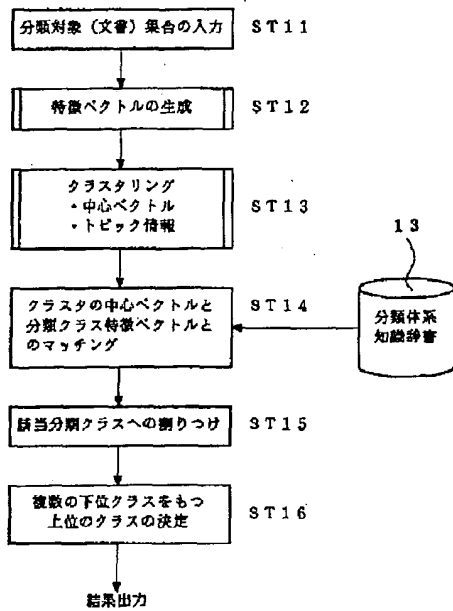 分類対象（文書）集合の入力
ST11
特徴ベクトルの生成
ST12
クラスタリング
・中心ベクトル
・トピック情報
ST13
クラスタの中心ベクトルと
分類クラス特徴ベクトルと
のマッチング
ST14
13
分類体系
知識辞書
該当分類クラスへの割りつけ
ST15
複数の下位クラスをもつ
上位のクラスの決定
ST16
結果出力